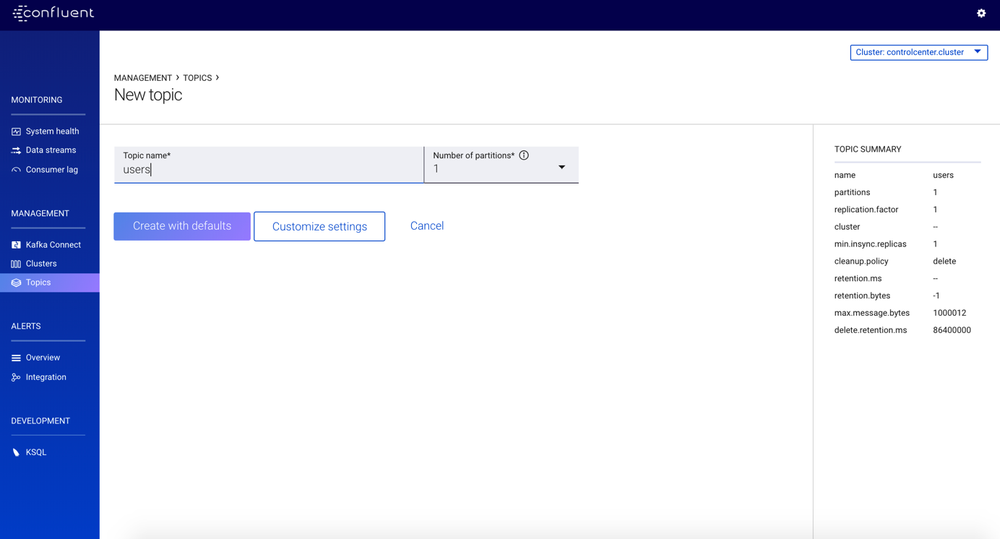 confluent
Cluster: controlcenter.cluster
MONITORING
System health
Data streams
Consumer lag
MANAGEMENT
Kafka Connect
Clusters
Topics
ALERTS
Overview
Integration
DEVELOPMENT
KSQL
MANAGEMENT › TOPICS ›
New topic
Topic name*
users
Number of partitions*
1
Create with defaults
Customize settings
Cancel
TOPIC SUMMARY
name users
partitions 1
replication.factor 1
cluster --
min.insync.replicas 1
cleanup.policy delete
retention.ms --
retention.bytes -1
max.message.bytes 1000012
delete.retention.ms 86400000